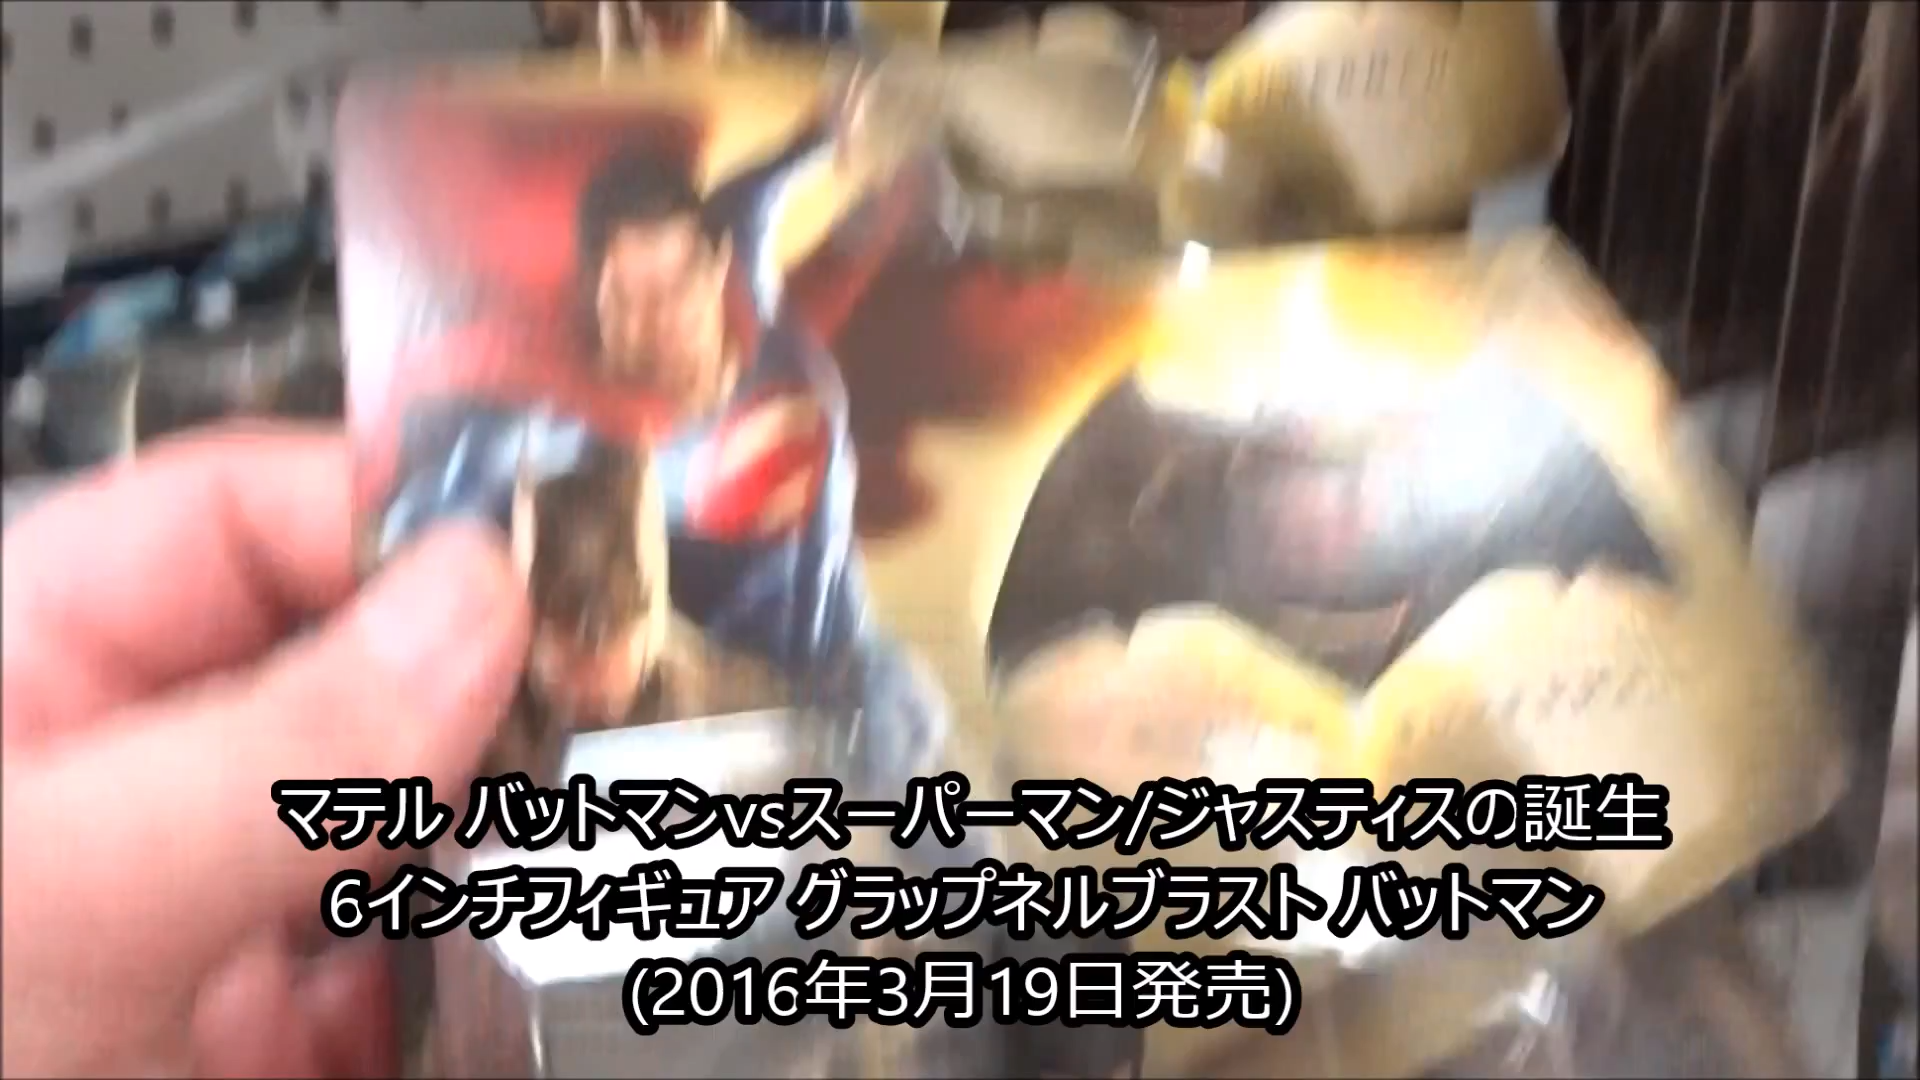 マテル バットマンvsスーパーマン/ジャスティスの誕生
6インチフィギュア グラップネルブラスト バットマン
(2016年3月19日発売)